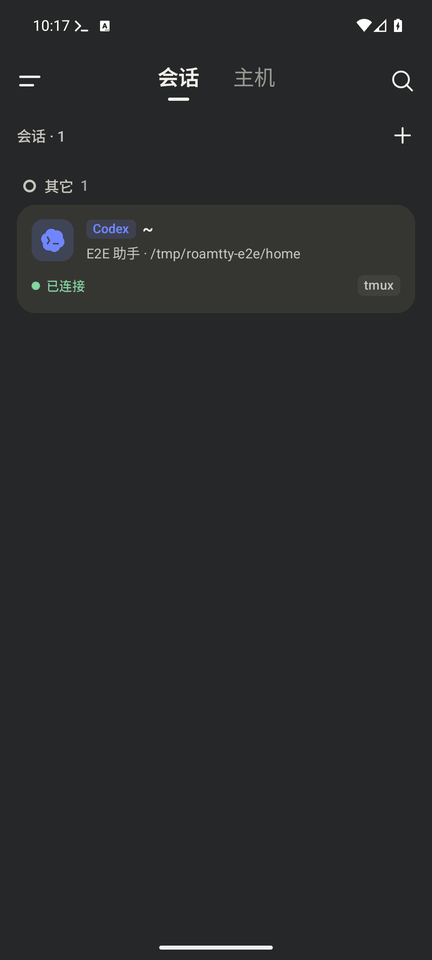 10:17
会话 主机
会话 · 1
其它 1
Codex ~
E2E 助手 · /tmp/roamtty-e2e/home
已连接 tmux